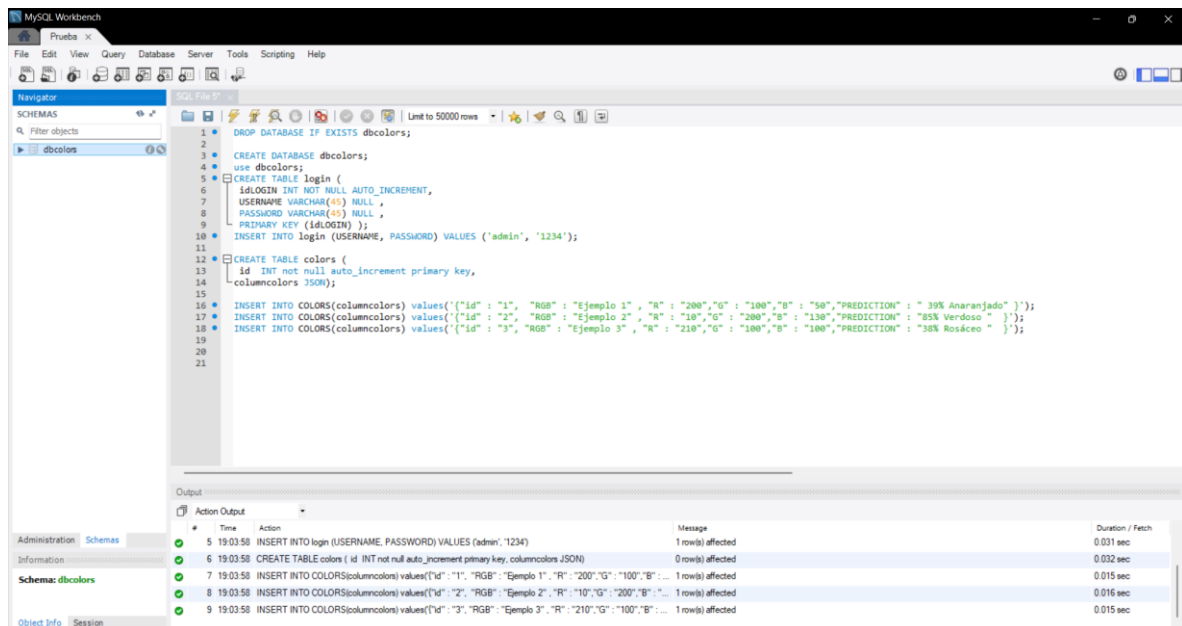 MySQL Workbench
Prueba ×
File Edit View Query Database Server Tools Scripting Help
Navigator
SCHEMAS
Filter objects
dbcolors
SQL File 5* ×
Limit to 50000 rows
1 DROP DATABASE IF EXISTS dbcolors;
2
3 CREATE DATABASE dbcolors;
4 use dbcolors;
5 CREATE TABLE login (
6 idLOGIN INT NOT NULL AUTO_INCREMENT,
7 USERNAME VARCHAR(45) NULL ,
8 PASSWORD VARCHAR(45) NULL ,
9 PRIMARY KEY (idLOGIN) );
10 INSERT INTO login (USERNAME, PASSWORD) VALUES ('admin', '1234');
11
12 CREATE TABLE colors (
13 id INT not null auto_increment primary key,
14 columncolors JSON);
15
16 INSERT INTO COLORS(columncolors) values('{"id" : "1", "RGB" : "Ejemplo 1" , "R" : "200","G" : "100","B" : "50","PREDICTION" : " 39% Anaranjado" }');
17 INSERT INTO COLORS(columncolors) values('{"id" : "2", "RGB" : "Ejemplo 2" , "R" : "10","G" : "200","B" : "130","PREDICTION" : "85% Verdoso " }');
18 INSERT INTO COLORS(columncolors) values('{"id" : "3", "RGB" : "Ejemplo 3" , "R" : "210","G" : "100","B" : "100","PREDICTION" : "38% Rosáceo " }');
19
20
21
Output
Action Output
# Time Action Message Duration / Fetch
5 19:03:58 INSERT INTO login (USERNAME, PASSWORD) VALUES ('admin', '1234') 1 row(s) affected 0.031 sec
6 19:03:58 CREATE TABLE colors ( id INT not null auto_increment primary key, columncolors JSON) 0 row(s) affected 0.032 sec
7 19:03:58 INSERT INTO COLORS(columncolors) values('{"id" : "1", "RGB" : "Ejemplo 1" , "R" : "200","G" : "100","B" : ... 1 row(s) affected 0.015 sec
8 19:03:58 INSERT INTO COLORS(columncolors) values('{"id" : "2", "RGB" : "Ejemplo 2" , "R" : "10","G" : "200","B" : "... 1 row(s) affected 0.016 sec
9 19:03:58 INSERT INTO COLORS(columncolors) values('{"id" : "3", "RGB" : "Ejemplo 3" , "R" : "210","G" : "100","B" : ... 1 row(s) affected 0.015 sec
Administration Schemas
Information
Schema: dbcolors
Object Info Session